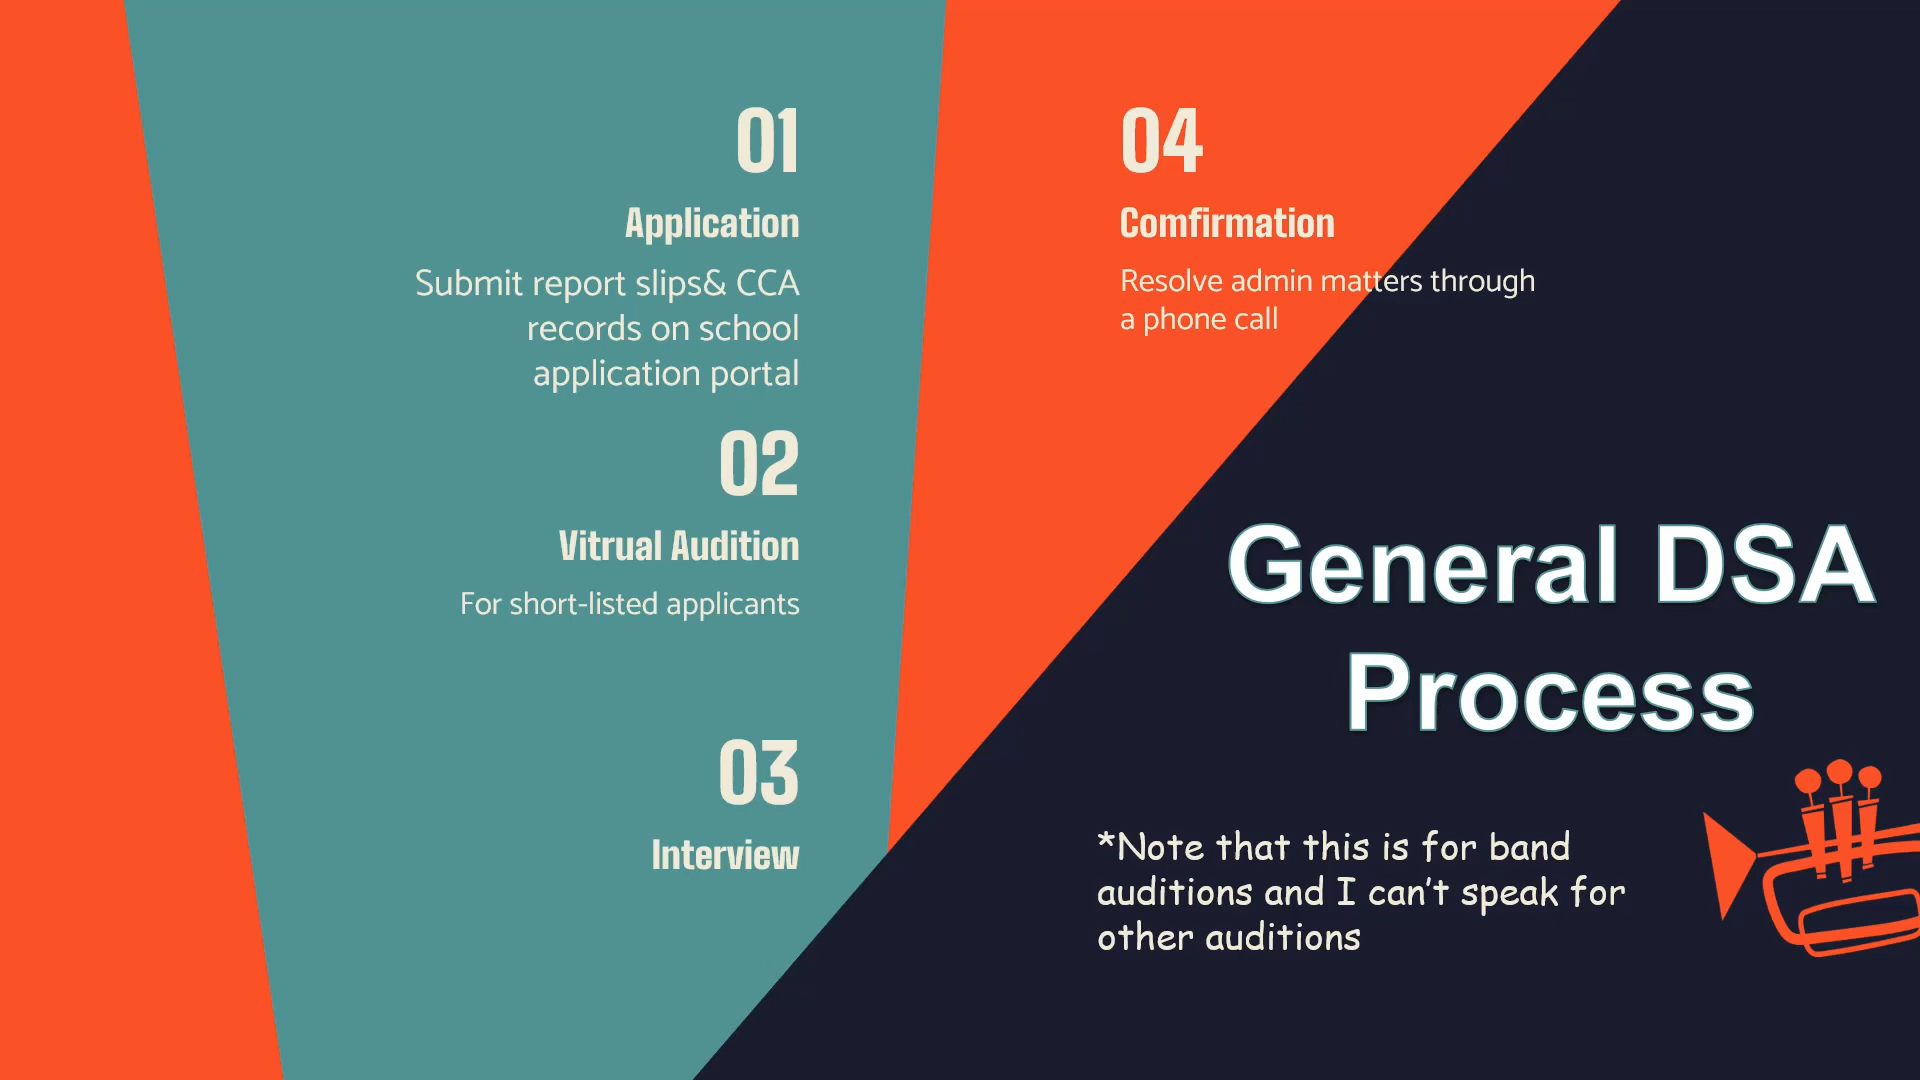 01
Application
Submit report slips& CCA
records on school
application portal
02
Vitrual Audition
For short-listed applicants
03
Interview
04
Comfirmation
Resolve admin matters through
a phone call
General DSA
Process
*Note that this is for band
auditions and I can't speak for
other auditions